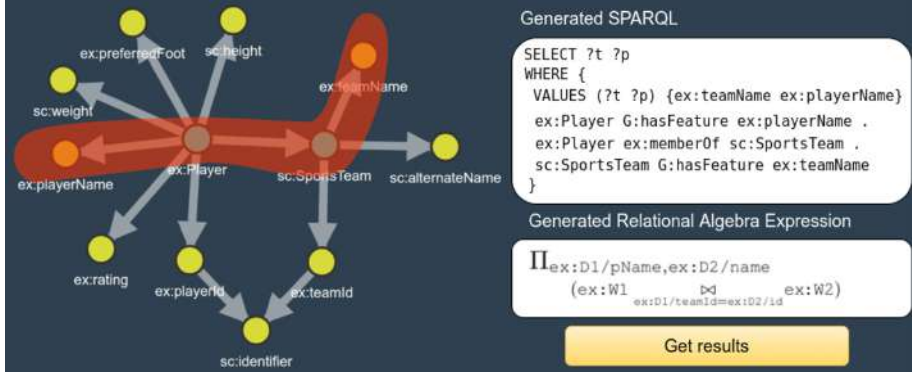 ex:preferredFoot
sc:height
ex:teamName
sc:weight
ex:playerName
ex:Player
sc:SportsTeam
sc:alternateName
ex:rating
ex:playerId
ex:teamId
sc:identifier
Generated SPARQL
SELECT ?t ?p
WHERE {
VALUES (?t ?p) {ex:teamName ex:playerName}
ex:Player G:hasFeature ex:playerName .
ex:Player ex:memberOf sc:SportsTeam .
sc:SportsTeam G:hasFeature ex:teamName
}
Generated Relational Algebra Expression
Π ex:D1/pName,ex:D2/name
(ex:W1 ⋈ ex:D1/teamId=ex:D2/id ex:W2)
Get results